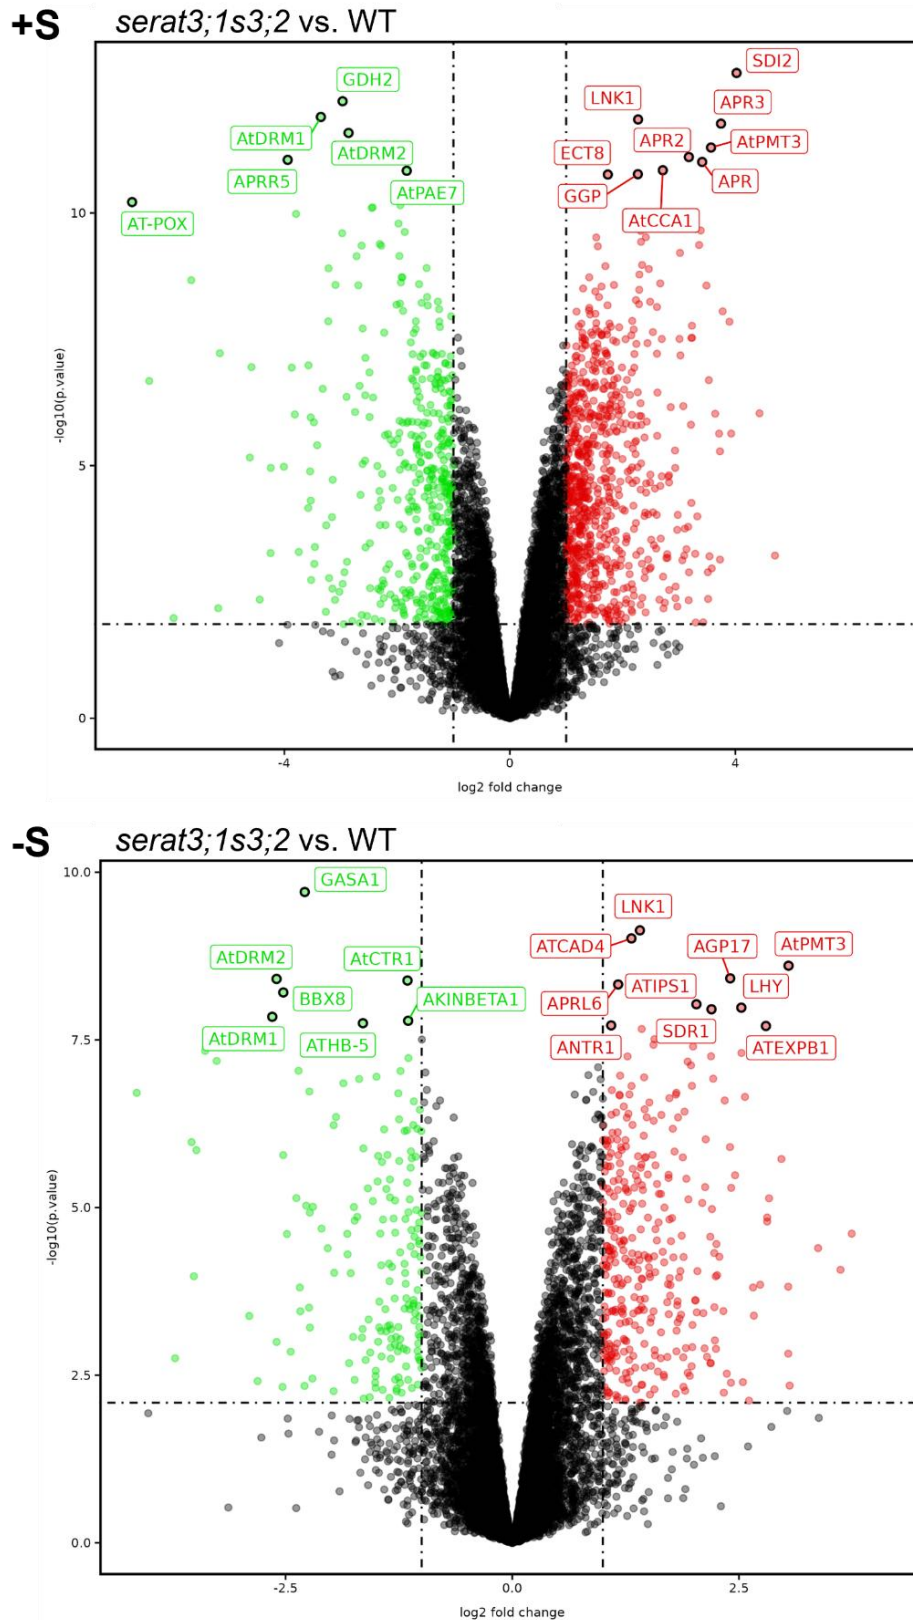 +S
serat3;1s3;2 vs. WT
SDI2
GDH2
LNK1
APR3
AtDRM1
AtDRM2
APR2
AtPMT3
ECT8
APRR5
AtPAE7
GGP
APR
AT-POX
AtCCA1
10
5
0
-log10(p.value)
-4
0
4
log2 fold change
-S
serat3;1s3;2 vs. WT
10.0
GASA1
LNK1
ATCAD4
AGP17
AtPMT3
AtDRM2
AtCTR1
BBX8
AKINBETA1
APRL6
ATIPS1
LHY
AtDRM1
ATHB-5
ANTR1
SDR1
ATEXPB1
7.5
5.0
2.5
0.0
-log10(p.value)
-2.5
0.0
2.5
log2 fold change